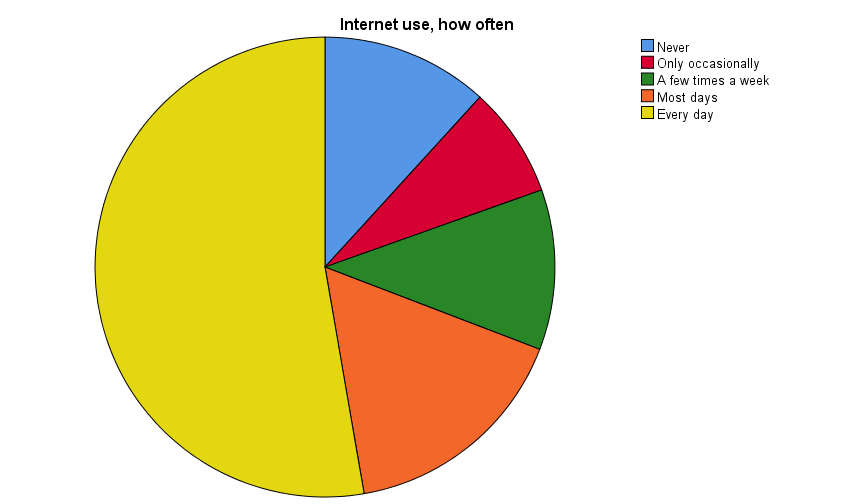 Internet use, how often
Never
Only occasionally
A few times a week
Most days
Every day